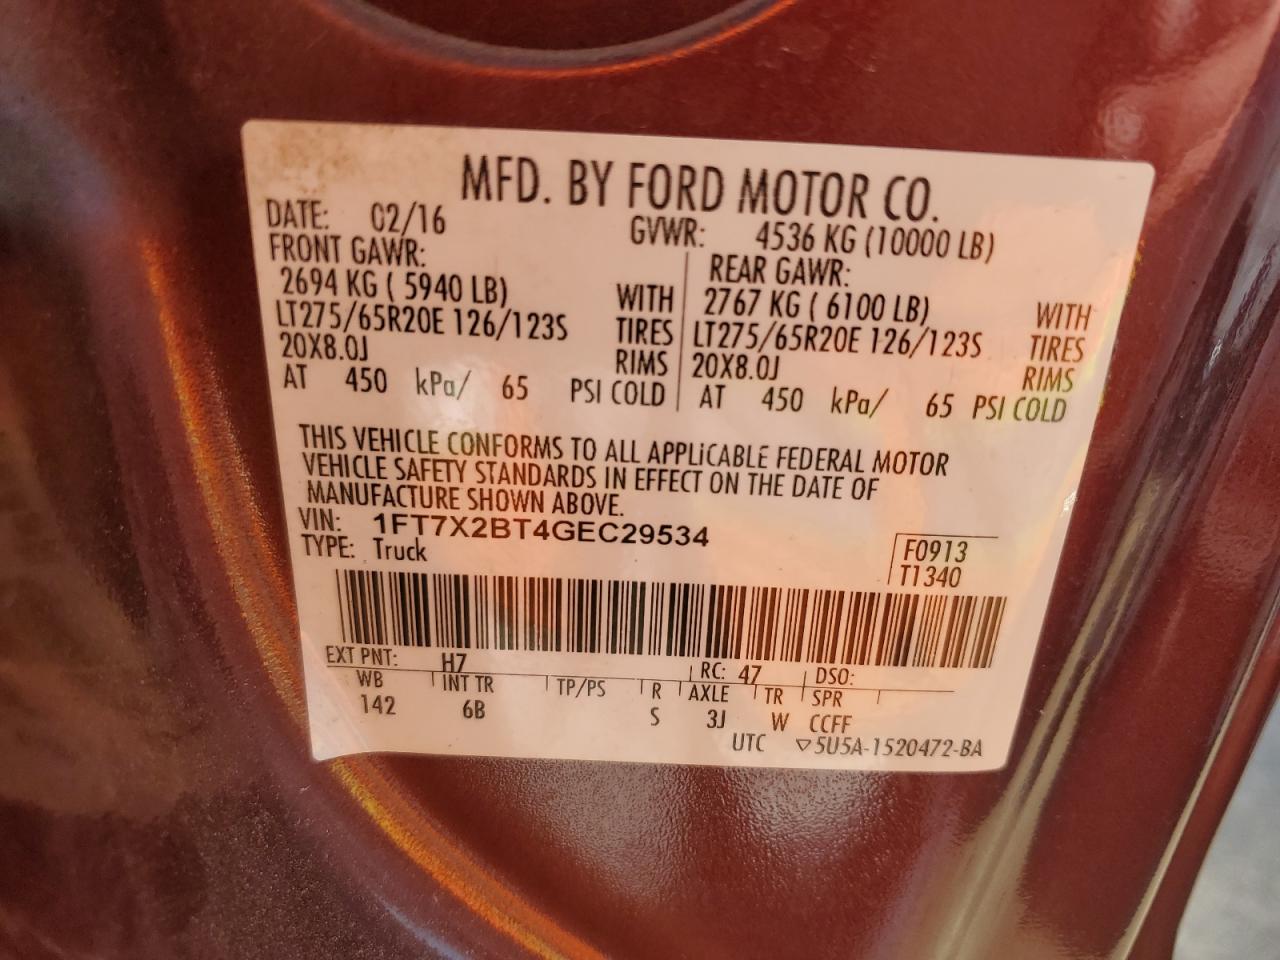 MFD. BY FORD MOTOR CO.
DATE: 02/16 GVWR: 4536 KG (10000 LB)
FRONT GAWR: REAR GAWR:
2694 KG ( 5940 LB) WITH 2767 KG ( 6100 LB) WITH
LT275/65R20E 126/123S TIRES LT275/65R20E 126/123S TIRES
20X8.0J RIMS 20X8.0J RIMS
AT 450 kPa/ 65 PSI COLD AT 450 kPa/ 65 PSI COLD
THIS VEHICLE CONFORMS TO ALL APPLICABLE FEDERAL MOTOR
VEHICLE SAFETY STANDARDS IN EFFECT ON THE DATE OF
MANUFACTURE SHOWN ABOVE.
VIN: 1FT7X2BT4GEC29534
TYPE: Truck F0913
T1340
EXT PNT: H7 RC: 47 DSO:
WB INT TR TP/PS R AXLE TR SPR
142 6B S 3J W CCFF
UTC ▽5U5A-1520472-BA